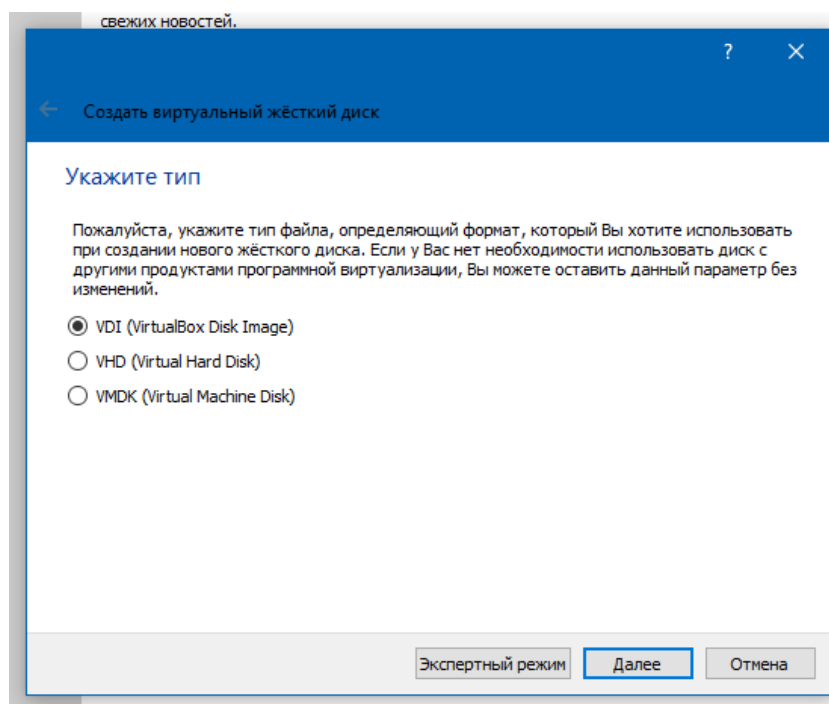 свежих новостей.
?
Создать виртуальный жёсткий диск
Укажите тип
Пожалуйста, укажите тип файла, определяющий формат, который Вы хотите использовать
при создании нового жёсткого диска. Если у Вас нет необходимости использовать диск с
другими продуктами программной виртуализации, Вы можете оставить данный параметр без
изменений.
VDI (VirtualBox Disk Image)
VHD (Virtual Hard Disk)
VMDK (Virtual Machine Disk)
Экспертный режим Далее Отмена